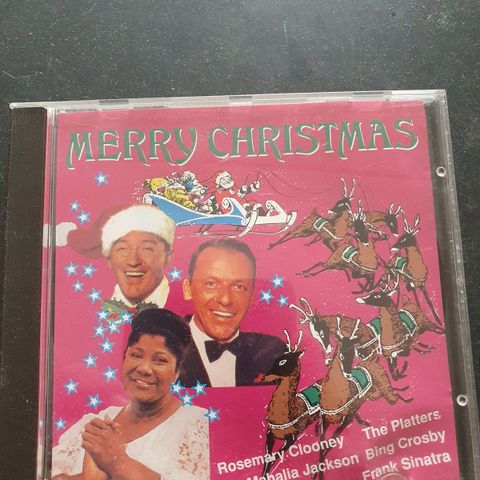 MERRY CHRISTMAS
Rosemary Clooney The Platters
Mahalia Jackson Bing Crosby
Frank Sinatra